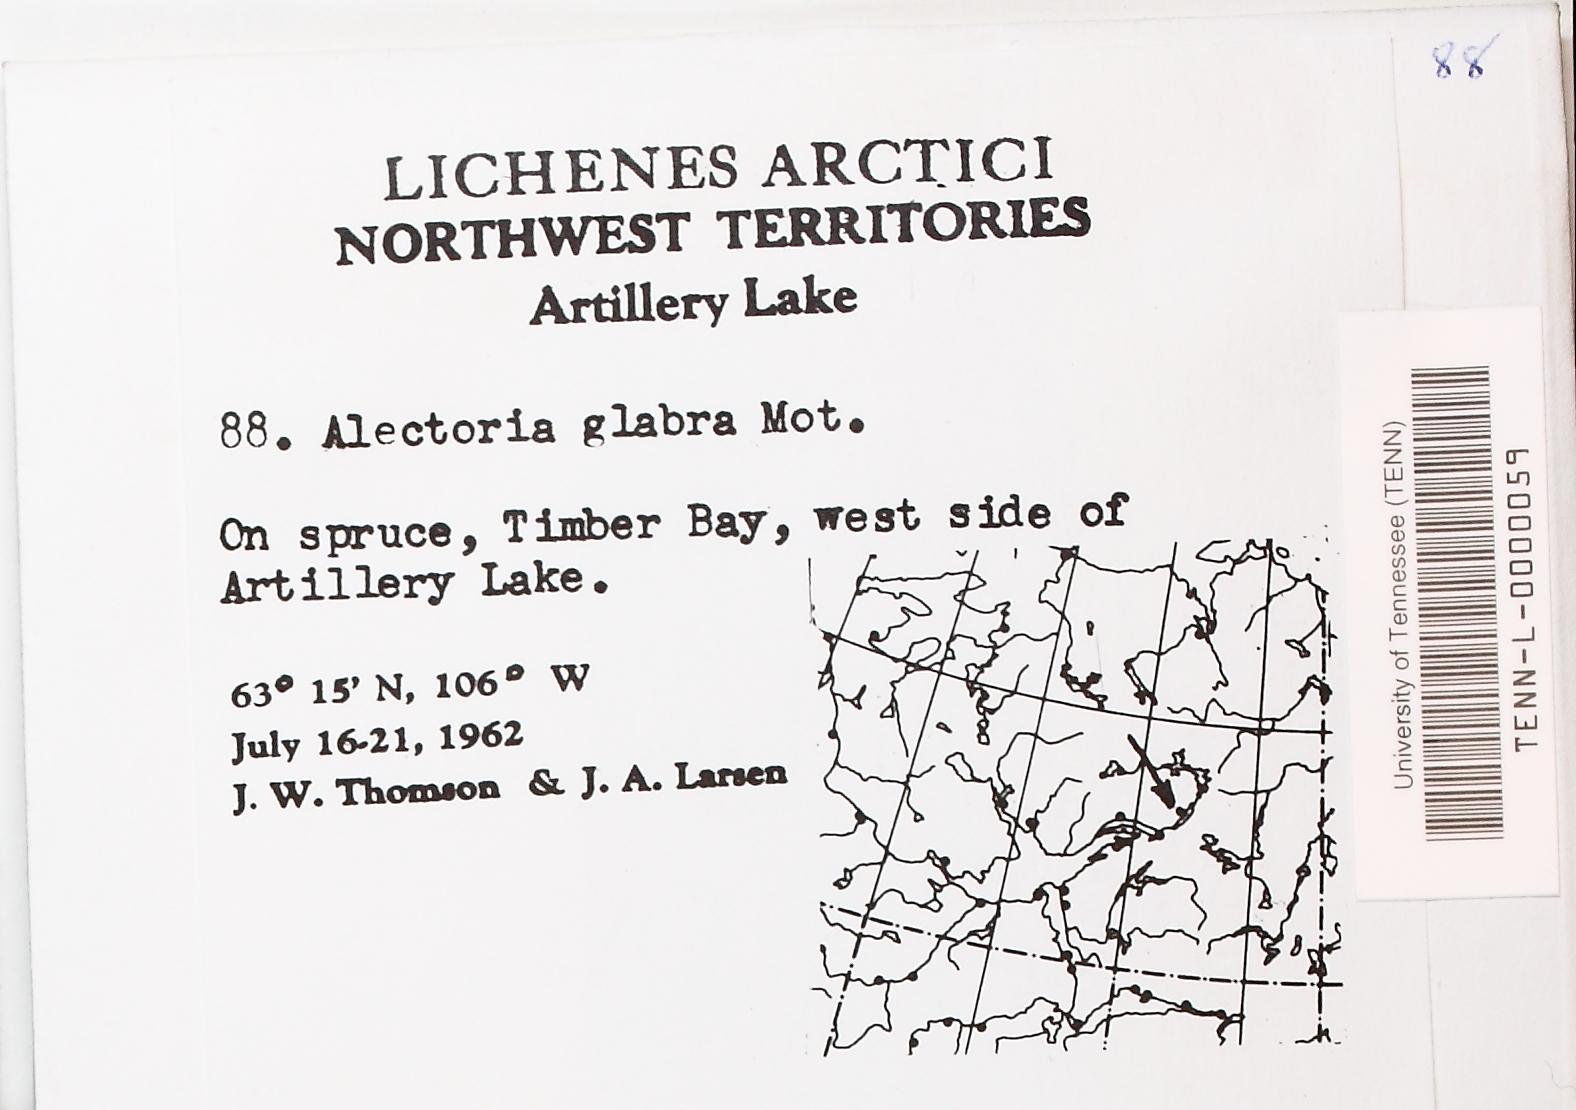 88
LICHENES ARCTICI
NORTHWEST TERRITORIES
Artillery Lake
88. Alectoria glabra Mot.
On spruce, Timber Bay, west side of
Artillery Lake.
63° 15' N, 106° W
July 16-21, 1962
J. W. Thomson & J. A. Larsen
University of Tennessee (TENN)
TENN-L-0000059